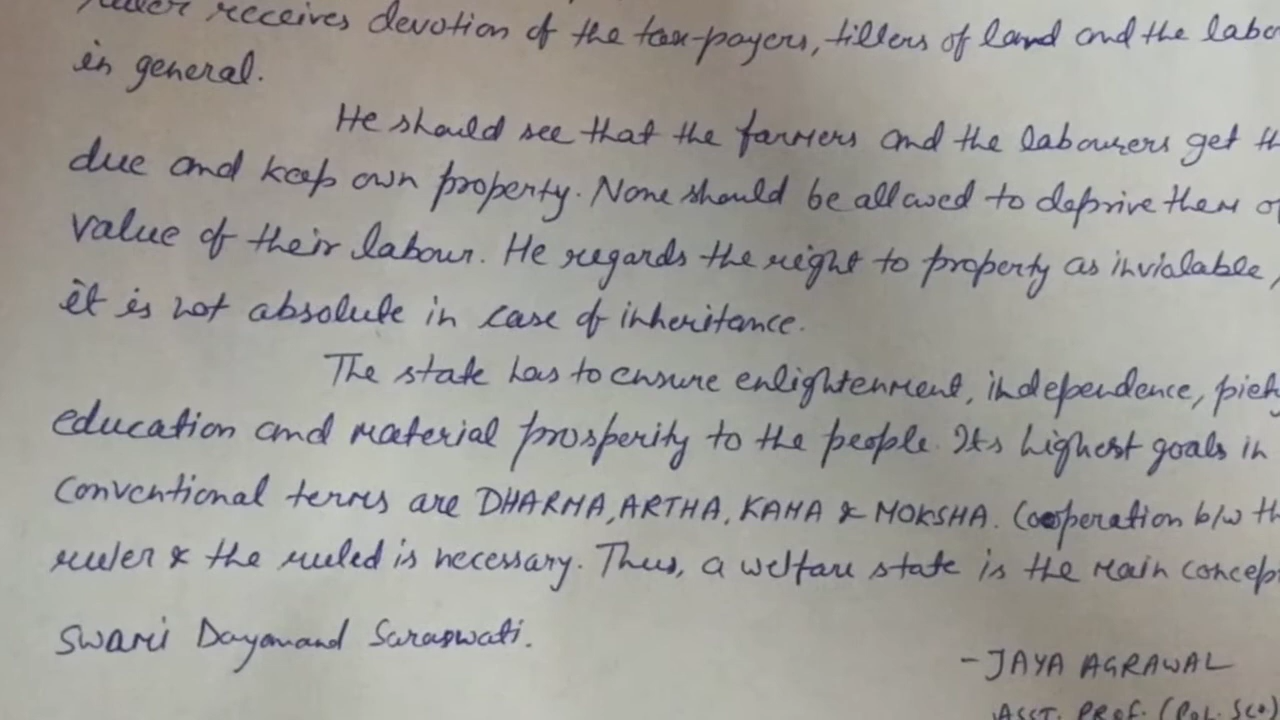 ruler receives devotion of the tax-payers, tillers of land and the labo
in general.
He should see that the farmers and the labourers get th
due and keep own property. None should be allowed to deprive them of
value of their labour. He regards the right to property as inviolable,
it is not absolute in case of inheritance.
The state has to ensure enlightenment, independence, piety
education and material prosperity to the people. Its highest goals in
conventional terms are DHARMA, ARTHA, KAMA & MOKSHA. Cooperation b/w th
ruler & the ruled is necessary. Thus, a welfare state is the main concep
Swami Dayanand Saraswati.
-JAYA AGRAWAL
ASCT. PROF. (POL. Sce)